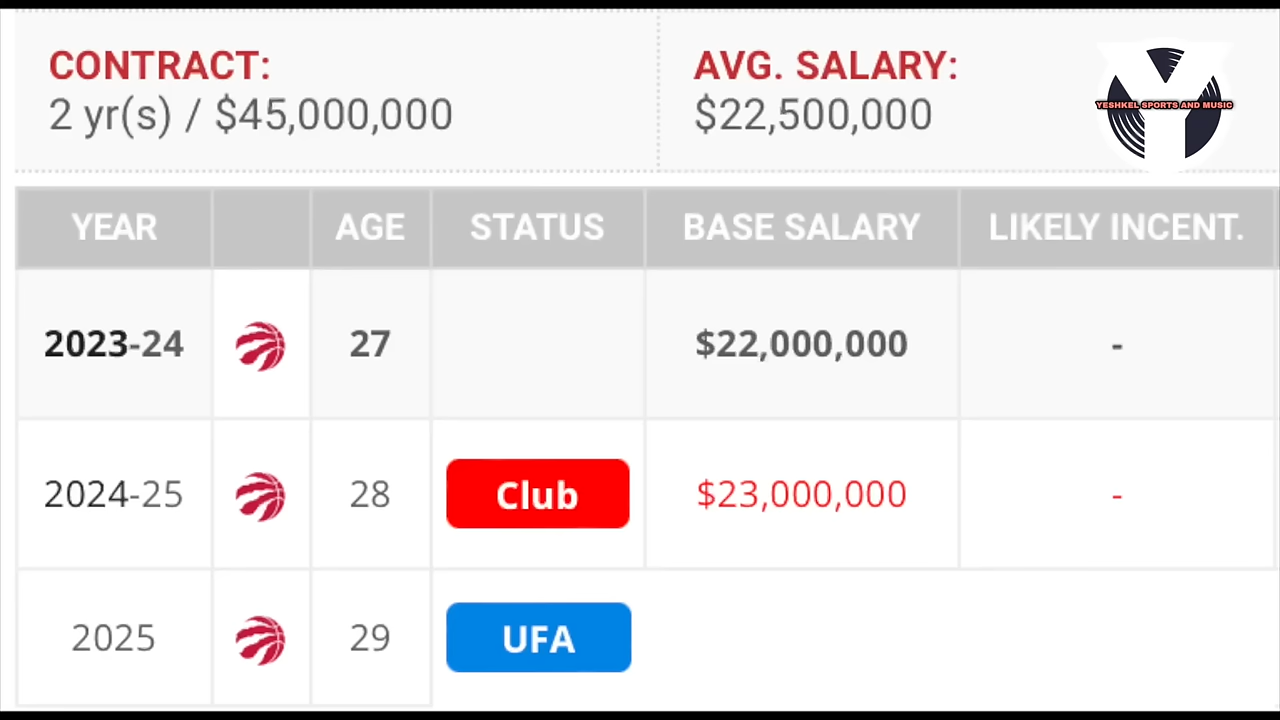 CONTRACT:
2 yr(s) / $45,000,000
AVG. SALARY:
$22,500,000
YESHKEL SPORTS AND MUSIC
YEAR AGE STATUS BASE SALARY LIKELY INCENT.
2023-24 27 $22,000,000 -
2024-25 28 Club $23,000,000 -
2025 29 UFA